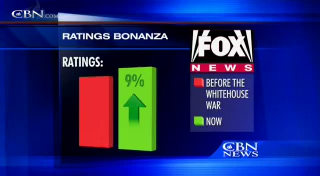 CBN.COM
RATINGS BONANZA
RATINGS:
9%
FOX
NEWS
BEFORE THE
WHITEHOUSE
WAR
NOW
CBN
NEWS